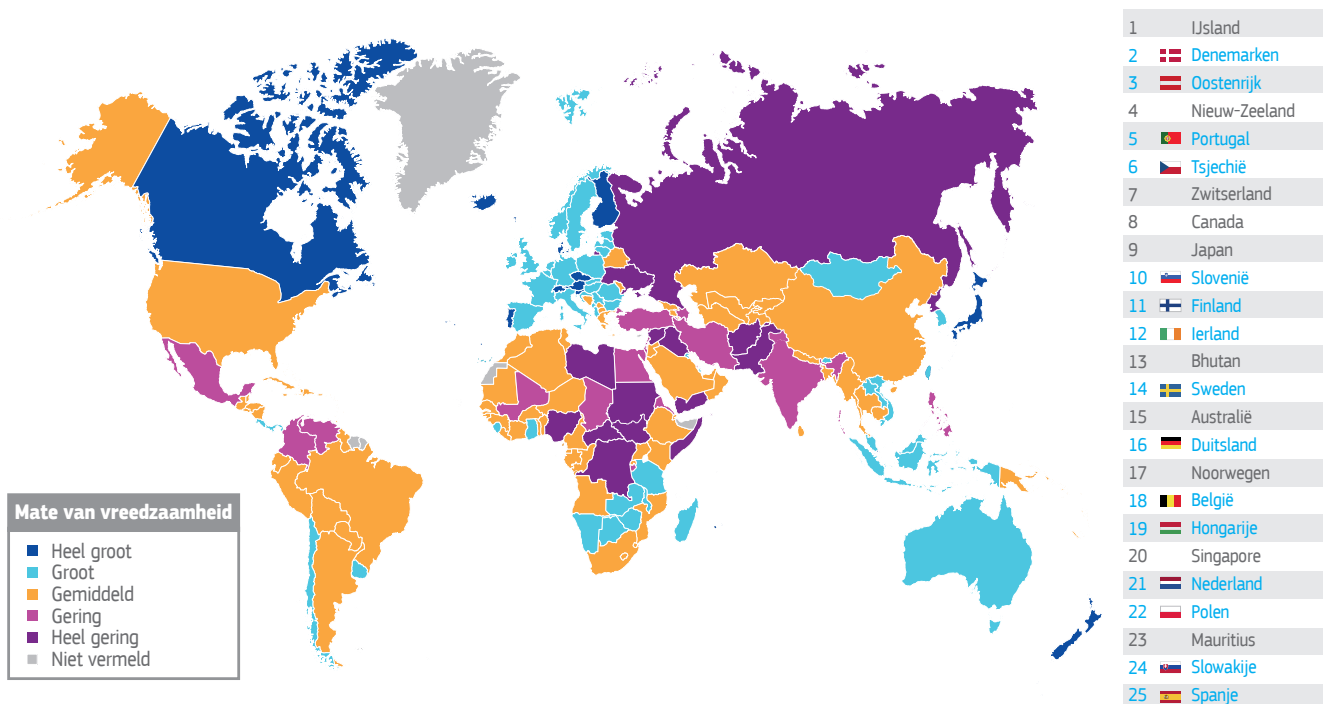 Mate van vreedzaamheid
Heel groot
Groot
Gemiddeld
Gering
Heel gering
Niet vermeld
1 IJsland
2 Denemarken
3 Oostenrijk
4 Nieuw-Zeeland
5 Portugal
6 Tsjechië
7 Zwitserland
8 Canada
9 Japan
10 Slovenië
11 Finland
12 Ierland
13 Bhutan
14 Sweden
15 Australië
16 Duitsland
17 Noorwegen
18 België
19 Hongarije
20 Singapore
21 Nederland
22 Polen
23 Mauritius
24 Slowakije
25 Spanje